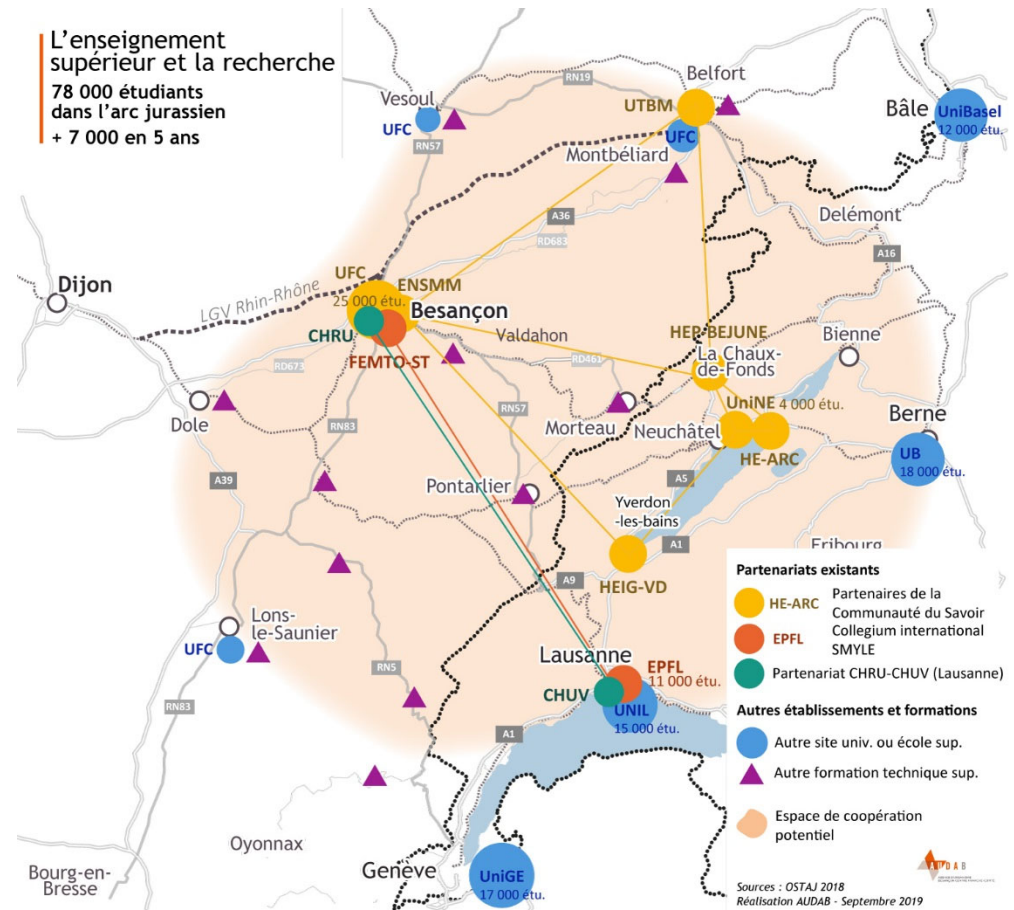 L'enseignement
supérieur et la recherche
78 000 étudiants
dans l'arc jurassien
+ 7 000 en 5 ans
Vesoul
UFC
RN57
RN19
Belfort
UTBM
UFC
Montbéliard
Bâle
UniBasel
12 000 étu.
Delémont
A16
A36
RD683
Dijon
LGV Rhin-Rhône
UFC
ENSMM
25 000 étu.
Besançon
CHRU
FEMTO-ST
Valdahon
RD673
RD461
HEP-BEJUNE
La Chaux-
de-Fonds
Bienne
Dole
RN83
RN57
Morteau
UniNE
4 000 étu.
Neuchâtel
HE-ARC
Berne
UB
18 000 étu.
A39
Pontarlier
A5
Yverdon
-les-bains
A1
HEIG-VD
A9
Fribourg
Lons-
le-Saunier
UFC
RN5
RN83
Lausanne
EPFL
11 000 étu.
CHUV
UNIL
15 000 étu.
A1
Oyonnax
Bourg-en-
Bresse
Genève
UniGE
17 000 étu.
Partenariats existants
HE-ARC
Partenaires de la
Communauté du Savoir
EPFL
Collegium international
SMYLE
Partenariat CHRU-CHUV (Lausanne)
Autres établissements et formations
Autre site univ. ou école sup.
Autre formation technique sup.
Espace de coopération
potentiel
AUDAB
Sources : OSTAJ 2018
Réalisation AUDAB - Septembre 2019